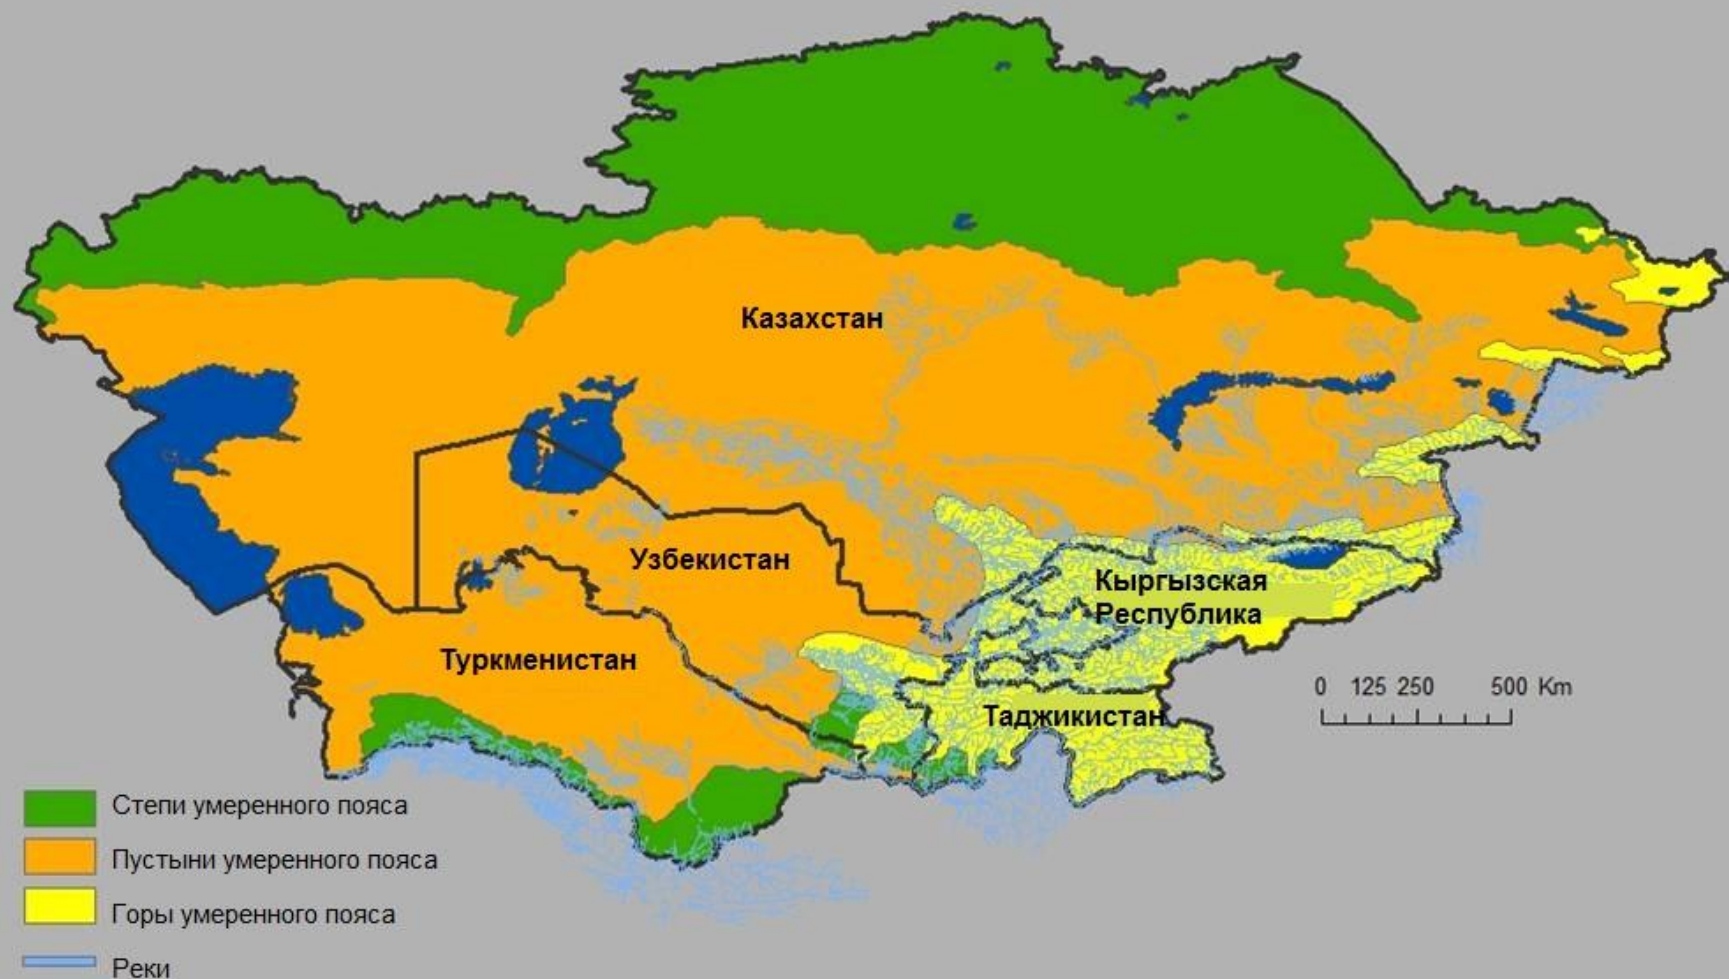 Казахстан
Узбекистан
Кыргызская
Республика
Туркменистан
Таджикистан
0 125 250 500 Km
Степи умеренного пояса
Пустыни умеренного пояса
Горы умеренного пояса
Реки